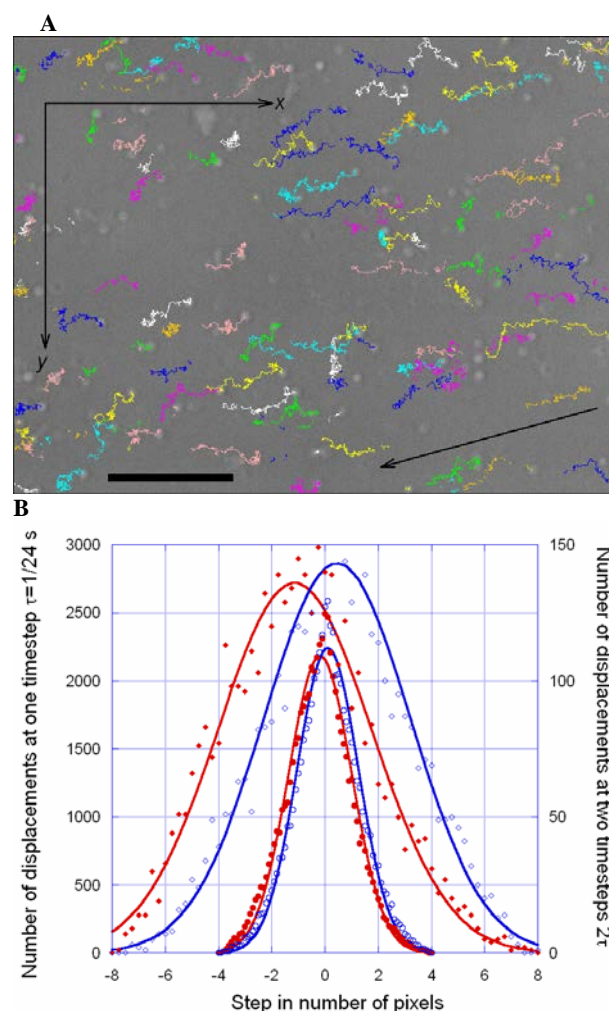 A
x
y
B
Number of displacements at one timestep τ=1/24 s
3000
2500
2000
1500
1000
500
0
Number of displacements at two timesteps 2τ
150
100
50
0
-8 -6 -4 -2 0 2 4 6 8
Step in number of pixels